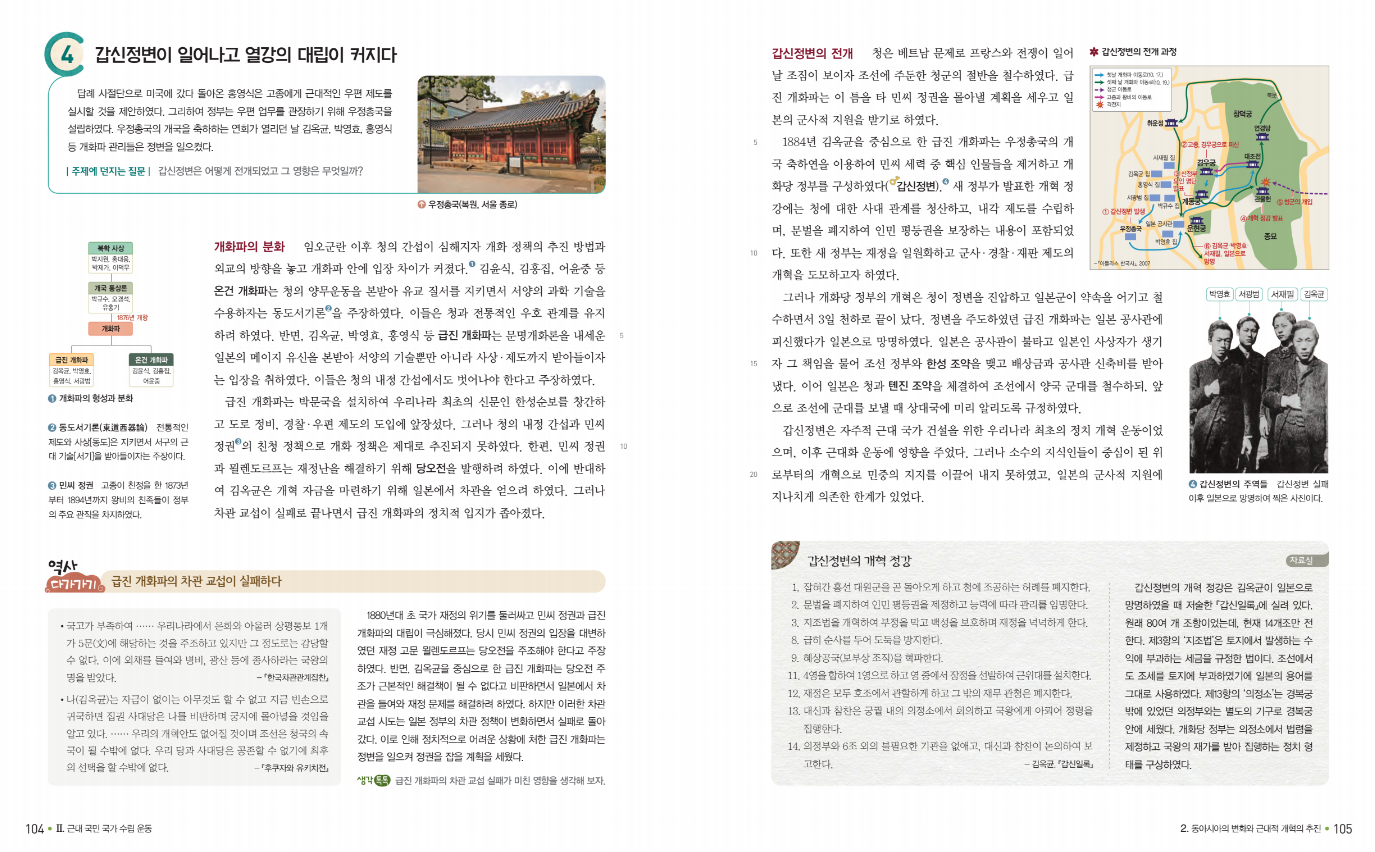 4 갑신정변이 일어나고 열강의 대립이 커지다
답례 사절단으로 미국에 갔다 돌아온 홍영식은 고종에게 근대적인 우편 제도를
실시할 것을 제안하였다. 그리하여 정부는 우편 업무를 관장하기 위해 우정총국을
설립하였다. 우정총국의 개국을 축하하는 연회가 열리던 날 김옥균, 박영효, 홍영식
등 개화파 관리들은 정변을 일으켰다.
| 주제에 던지는 질문 | 갑신정변은 어떻게 전개되었고 그 영향은 무엇일까?
우정총국(복원, 서울 종로)
북학 사상
박지원, 홍대용,
박제가, 이덕무
개국 통상론
박규수, 오경석,
유홍기
1876년 개항
개화파
급진 개화파
김옥균, 박영효,
홍영식, 서광범
온건 개화파
김윤식, 김홍집,
어윤중
1 개화파의 형성과 분화
2 동도서기론(東道西器論) 전통적인
제도와 사상[동도]은 지키면서 서구의 근
대 기술[서기]을 받아들이자는 주장이다.
3 민씨 정권 고종이 친정을 한 1873년
부터 1894년까지 왕비의 친족들이 정부
의 주요 관직을 차지하였다.
개화파의 분화 임오군란 이후 청의 간섭이 심해지자 개화 정책의 추진 방법과
외교의 방향을 놓고 개화파 안에 입장 차이가 커졌다.1 김윤식, 김홍집, 어윤중 등
온건 개화파는 청의 양무운동을 본받아 유교 질서를 지키면서 서양의 과학 기술을
수용하자는 동도서기론2을 주장하였다. 이들은 청과 전통적인 우호 관계를 유지
하려 하였다. 반면, 김옥균, 박영효, 홍영식 등 급진 개화파는 문명개화론을 내세운 5
일본의 메이지 유신을 본받아 서양의 기술뿐만 아니라 사상·제도까지 받아들이자
는 입장을 취하였다. 이들은 청의 내정 간섭에서도 벗어나야 한다고 주장하였다.
급진 개화파는 박문국을 설치하여 우리나라 최초의 신문인 한성순보를 창간하
고 도로 정비, 경찰·우편 제도의 도입에 앞장섰다. 그러나 청의 내정 간섭과 민씨
정권3의 친청 정책으로 개화 정책은 제대로 추진되지 못하였다. 한편, 민씨 정권 10
과 묄렌도르프는 재정난을 해결하기 위해 당오전을 발행하려 하였다. 이에 반대하
여 김옥균은 개혁 자금을 마련하기 위해 일본에서 차관을 얻으려 하였다. 그러나
차관 교섭이 실패로 끝나면서 급진 개화파의 정치적 입지가 좁아졌다.
역사
다가가기
급진 개화파의 차관 교섭이 실패하다
• 국고가 부족하여 …… 우리나라에서 은화와 아울러 상평통보 1개
가 5문(文)에 해당하는 것을 주조하고 있지만 그 정도로는 감당할
수 없다. 이에 외채를 들여와 병비, 광산 등에 종사하라는 국왕의
명을 받았다. – 『한국차관관계잡찬』
• 나(김옥균)는 자금이 없이는 아무것도 할 수 없고 지금 빈손으로
귀국하면 집권 사대당은 나를 비판하며 궁지에 몰아넣을 것임을
알고 있다. …… 우리의 개혁안도 없어질 것이며 조선은 청국의 속
국이 될 수밖에 없다. 우리 당과 사대당은 공존할 수 없기에 최후
의 선택을 할 수밖에 없다. – 『후쿠자와 유키치전』
1880년대 초 국가 재정의 위기를 둘러싸고 민씨 정권과 급진
개화파의 대립이 극심해졌다. 당시 민씨 정권의 입장을 대변하
였던 재정 고문 묄렌도르프는 당오전을 주조해야 한다고 주장
하였다. 반면, 김옥균을 중심으로 한 급진 개화파는 당오전 주
조가 근본적인 해결책이 될 수 없다고 비판하면서 일본에서 차
관을 들여와 재정 문제를 해결하려 하였다. 하지만 이러한 차관
교섭 시도는 일본 정부의 차관 정책이 변화하면서 실패로 돌아
갔다. 이로 인해 정치적으로 어려운 상황에 처한 급진 개화파는
정변을 일으켜 정권을 잡을 계획을 세웠다.
생각 톡톡 급진 개화파의 차관 교섭 실패가 미친 영향을 생각해 보자.
104 • Ⅱ. 근대 국민 국가 수립 운동
갑신정변의 전개 청은 베트남 문제로 프랑스와 전쟁이 일어
날 조짐이 보이자 조선에 주둔한 청군의 절반을 철수하였다. 급
진 개화파는 이 틈을 타 민씨 정권을 몰아낼 계획을 세우고 일
본의 군사적 지원을 받기로 하였다.
5 1884년 김옥균을 중심으로 한 급진 개화파는 우정총국의 개
국 축하연을 이용하여 민씨 세력 중 핵심 인물들을 제거하고 개
화당 정부를 구성하였다(갑신정변).4 새 정부가 발표한 개혁 정
강에는 청에 대한 사대 관계를 청산하고, 내각 제도를 수립하
며, 문벌을 폐지하여 인민 평등권을 보장하는 내용이 포함되었
10 다. 또한 새 정부는 재정을 일원화하고 군사·경찰·재판 제도의
개혁을 도모하고자 하였다.
그러나 개화당 정부의 개혁은 청이 정변을 진압하고 일본군이 약속을 어기고 철
수하면서 3일 천하로 끝이 났다. 정변을 주도하였던 급진 개화파는 일본 공사관에
피신했다가 일본으로 망명하였다. 일본은 공사관이 불타고 일본인 사상자가 생기
15 자 그 책임을 물어 조선 정부와 한성 조약을 맺고 배상금과 공사관 신축비를 받아
냈다. 이어 일본은 청과 톈진 조약을 체결하여 조선에서 양국 군대를 철수하되, 앞
으로 조선에 군대를 보낼 때 상대국에 미리 알리도록 규정하였다.
갑신정변은 자주적 근대 국가 건설을 위한 우리나라 최초의 정치 개혁 운동이었
으며, 이후 근대화 운동에 영향을 주었다. 그러나 소수의 지식인들이 중심이 된 위
20 로부터의 개혁으로 민중의 지지를 이끌어 내지 못하였고, 일본의 군사적 지원에
지나치게 의존한 한계가 있었다.
갑신정변의 전개 과정
첫날 개화파 이동로(10. 17.)
셋째 날 개화파 이동로(10. 19.)
청군 이동로
고종과 왕비의 이동로
격전지
북묘
창덕궁
취운정
연경당
② 고종, 경우궁으로 피신
서재필 집
경우궁
대조전
김옥균 집
홍영식 집
계동궁
관물헌
⑤ 청군의 개입
서광범 집
박규수 집
① 갑신정변 발생
④ 개혁 정강 발표
우정총국
일본 공사관
운현궁
박영효 집
종묘
⑥ 김옥균·박영효·
서재필, 일본으로
망명
– 『아틀라스 한국사』, 2007
박영효 서광범 서재필 김옥균
4 갑신정변의 주역들 갑신정변 실패
이후 일본으로 망명하여 찍은 사진이다.
갑신정변의 개혁 정강
자료실
1. 잡혀간 흥선 대원군을 곧 돌아오게 하고 청에 조공하는 허례를 폐지한다.
2. 문벌을 폐지하여 인민 평등권을 제정하고 능력에 따라 관리를 임명한다.
3. 지조법을 개혁하여 부정을 막고 백성을 보호하며 재정을 넉넉하게 한다.
8. 급히 순사를 두어 도둑을 방지한다.
9. 혜상공국(보부상 조직)을 혁파한다.
11. 4영을 합하여 1영으로 하고 영 중에서 장정을 선발하여 근위대를 설치한다.
12. 재정은 모두 호조에서 관할하게 하고 그 밖의 재무 관청은 폐지한다.
13. 대신과 참찬은 궁궐 내의 의정소에서 회의하고 국왕에게 아뢰어 정령을
집행한다.
14. 의정부와 6조 외의 불필요한 기관을 없애고, 대신과 참찬이 논의하여 보
고한다. – 김옥균, 『갑신일록』
갑신정변의 개혁 정강은 김옥균이 일본으로
망명하였을 때 저술한 『갑신일록』에 실려 있다.
원래 80여 개 조항이었는데, 현재 14개조만 전
한다. 제3항의 '지조법'은 토지에서 발생하는 수
익에 부과하는 세금을 규정한 법이다. 조선에서
도 조세를 토지에 부과하였기에 일본의 용어를
그대로 사용하였다. 제13항의 '의정소'는 경복궁
밖에 있었던 의정부와는 별도의 기구로 경복궁
안에 세웠다. 개화당 정부는 의정소에서 법령을
제정하고 국왕의 재가를 받아 집행하는 정치 형
태를 구상하였다.
2. 동아시아의 변화와 근대적 개혁의 추진 • 105